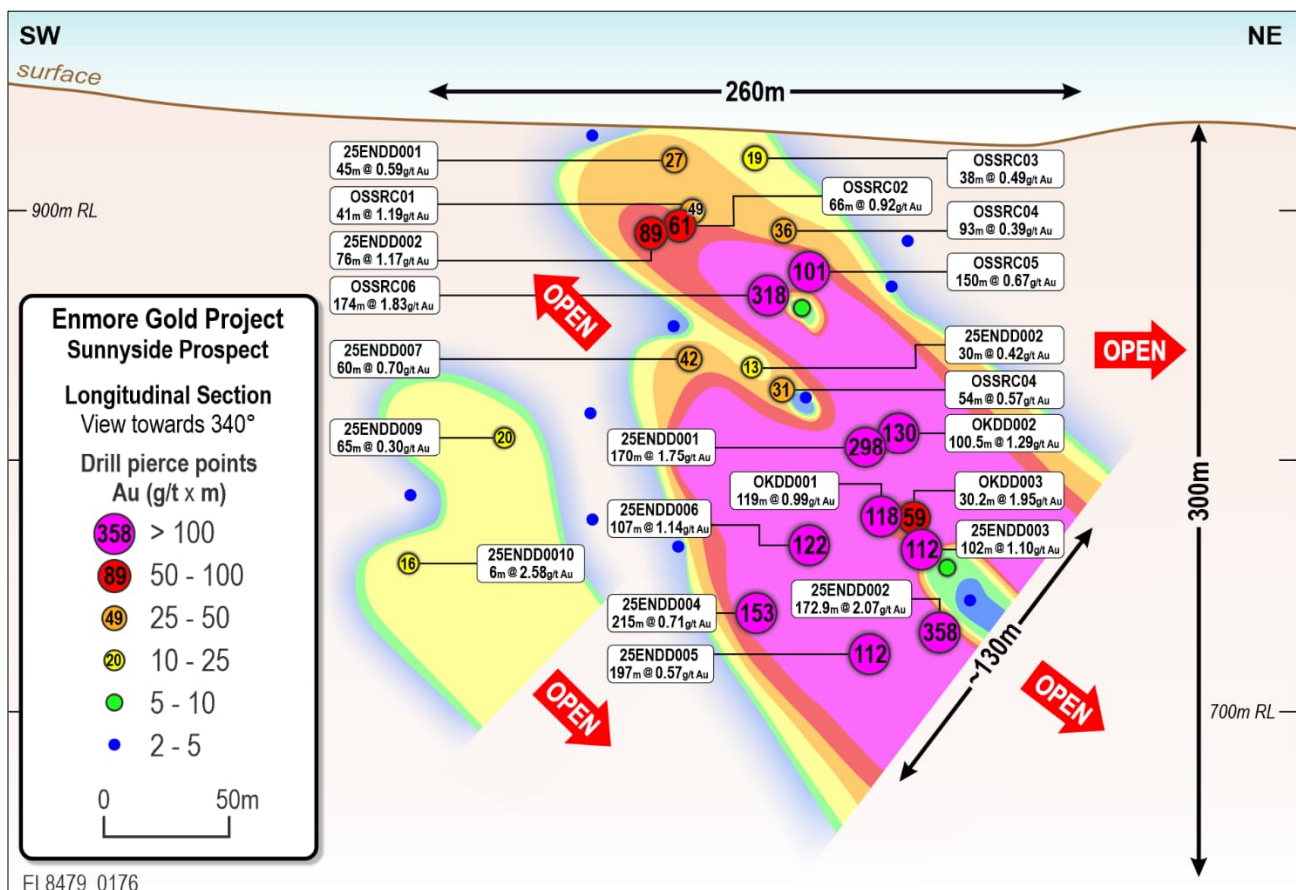 SW
NE
surface
260m
25ENDD001
45m @ 0.59g/t Au
27
19
OSSRC03
38m @ 0.49g/t Au
OSSRC02
66m @ 0.92g/t Au
900m RL
OSSRC01
41m @ 1.19g/t Au
49
61
89
36
OSSRC04
93m @ 0.39g/t Au
25ENDD002
76m @ 1.17g/t Au
101
OSSRC05
150m @ 0.67g/t Au
OSSRC06
174m @ 1.83g/t Au
318
OPEN
OPEN
25ENDD007
60m @ 0.70g/t Au
42
13
25ENDD002
30m @ 0.42g/t Au
31
OSSRC04
54m @ 0.57g/t Au
25ENDD009
65m @ 0.30g/t Au
20
25ENDD001
170m @ 1.75g/t Au
298
130
OKDD002
100.5m @ 1.29g/t Au
OKDD001
119m @ 0.99g/t Au
118
59
OKDD003
30.2m @ 1.95g/t Au
25ENDD006
107m @ 1.14g/t Au
122
112
25ENDD003
102m @ 1.10g/t Au
16
25ENDD0010
6m @ 2.58g/t Au
25ENDD002
172.9m @ 2.07g/t Au
358
25ENDD004
215m @ 0.71g/t Au
153
25ENDD005
197m @ 0.57g/t Au
112
300m
~130m
OPEN
OPEN
700m RL
Enmore Gold Project
Sunnyside Prospect
Longitudinal Section
View towards 340°
Drill pierce points
Au (g/t x m)
358 > 100
89 50 - 100
49 25 - 50
20 10 - 25
5 - 10
2 - 5
0 50m
EL8479_0176